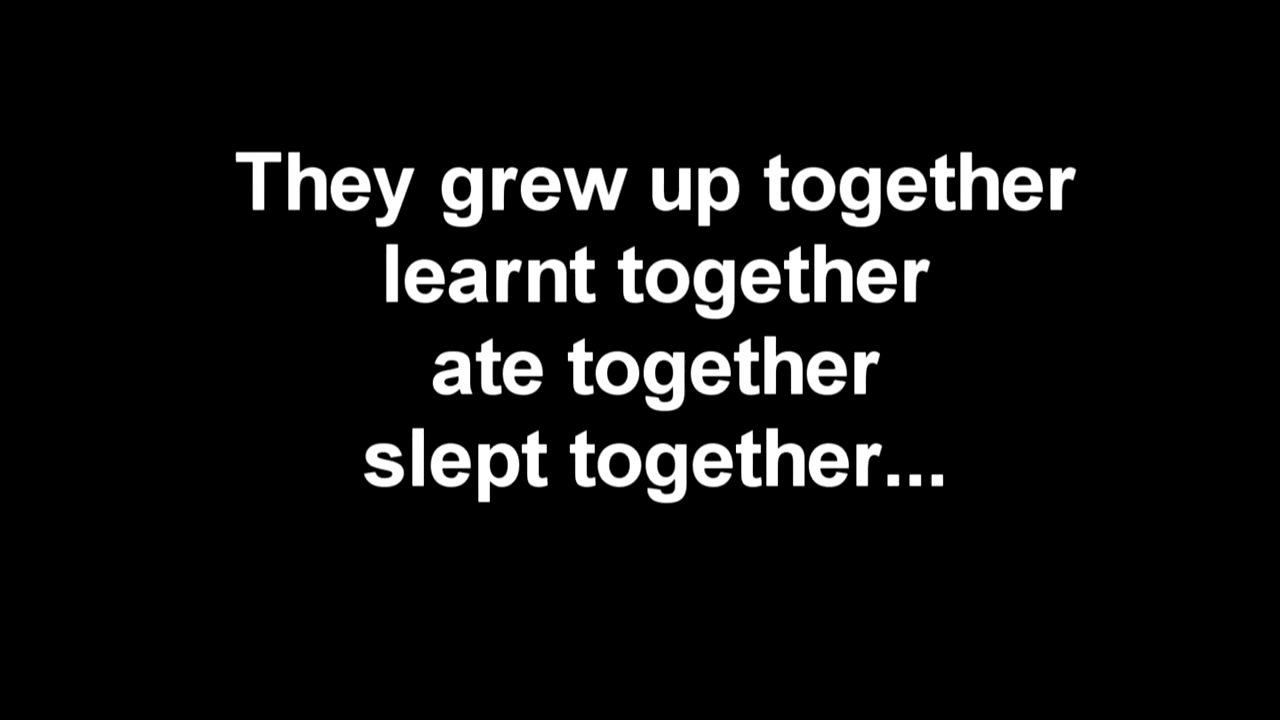 They grew up together
learnt together
ate together
slept together...